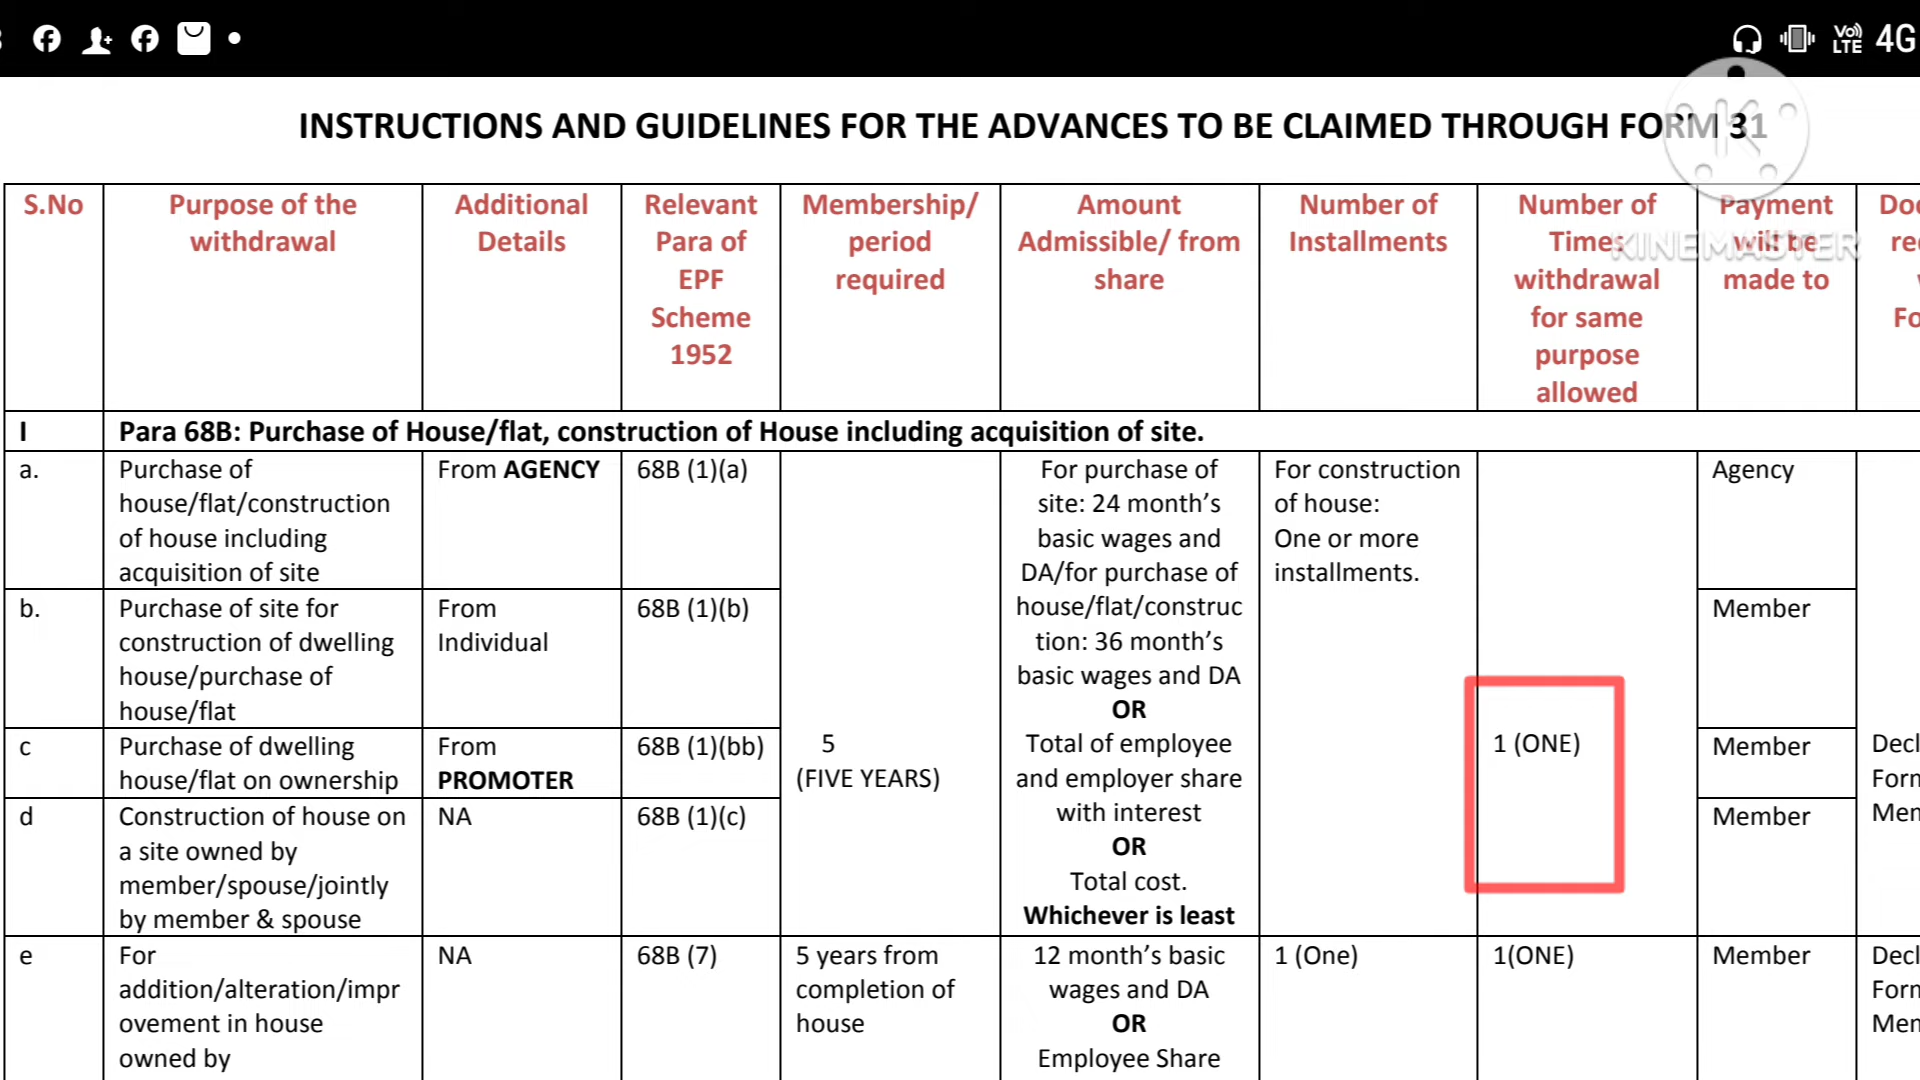 VoLTE 4G
INSTRUCTIONS AND GUIDELINES FOR THE ADVANCES TO BE CLAIMED THROUGH FORM 31
KINEMASTER
S.No
Purpose of the
withdrawal
Additional
Details
Relevant
Para of
EPF
Scheme
1952
Membership/
period
required
Amount
Admissible/ from
share
Number of
Installments
Number of
Times
withdrawal
for same
purpose
allowed
Payment
will be
made to
I
Para 68B: Purchase of House/flat, construction of House including acquisition of site.
a.
Purchase of
house/flat/construction
of house including
acquisition of site
From AGENCY
68B (1)(a)
5
(FIVE YEARS)
For purchase of
site: 24 month’s
basic wages and
DA/for purchase of
house/flat/construc
tion: 36 month’s
basic wages and DA
OR
Total of employee
and employer share
with interest
OR
Total cost.
Whichever is least
For construction
of house:
One or more
installments.
1 (ONE)
Agency
b.
Purchase of site for
construction of dwelling
house/purchase of
house/flat
From
Individual
68B (1)(b)
Member
c
Purchase of dwelling
house/flat on ownership
From
PROMOTER
68B (1)(bb)
Member
d
Construction of house on
a site owned by
member/spouse/jointly
by member & spouse
NA
68B (1)(c)
Member
e
For
addition/alteration/impr
ovement in house
owned by
NA
68B (7)
5 years from
completion of
house
12 month’s basic
wages and DA
OR
Employee Share
1 (One)
1(ONE)
Member